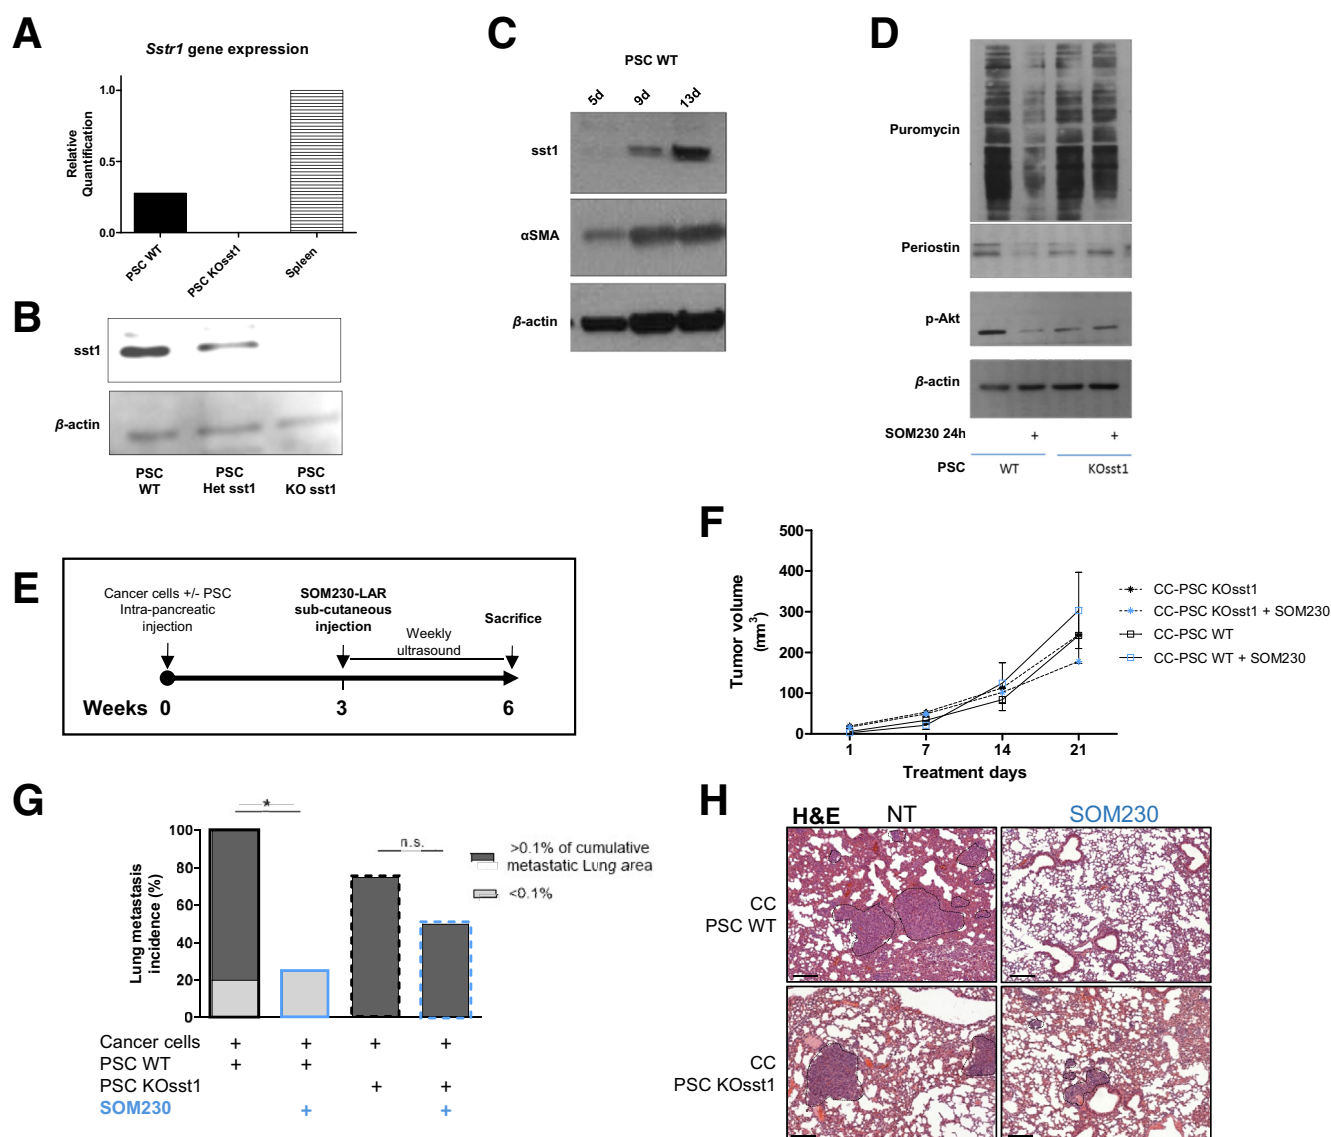 A
Sstr1 gene expression
Relative
Quantification
1.0
0.5
0.0
PSC WT
PSC KOsst1
Spleen
B
sst1
β-actin
PSC
WT
PSC
Het sst1
PSC
KO sst1
C
PSC WT
5d
9d
13d
sst1
αSMA
β-actin
D
Puromycin
Periostin
p-Akt
β-actin
SOM230 24h
+
+
PSC
WT
KOsst1
E
Cancer cells +/- PSC
Intra-pancreatic
injection
SOM230-LAR
sub-cutaneous
injection
Weekly
ultrasound
Sacrifice
Weeks 0
3
6
F
Tumor volume
(mm3)
500
400
300
200
100
0
1
7
14
21
Treatment days
CC-PSC KOsst1
CC-PSC KOsst1 + SOM230
CC-PSC WT
CC-PSC WT + SOM230
G
Lung metastasis
incidence (%)
100
80
60
40
20
0
*
n.s.
>0.1% of cumulative
metastatic Lung area
<0.1%
Cancer cells + + + +
PSC WT + +
PSC KOsst1 + +
SOM230 + +
H
H&E
NT
SOM230
CC
PSC WT
CC
PSC KOsst1